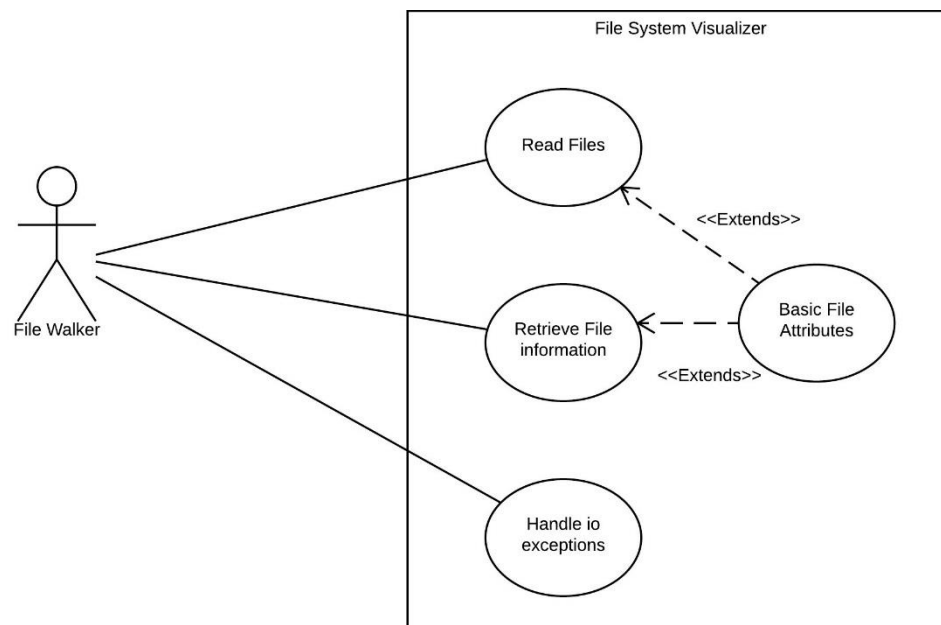 File System Visualizer
Read Files
<<Extends>>
File Walker
Retrieve File
information
Basic File
Attributes
<<Extends>>
Handle io
exceptions